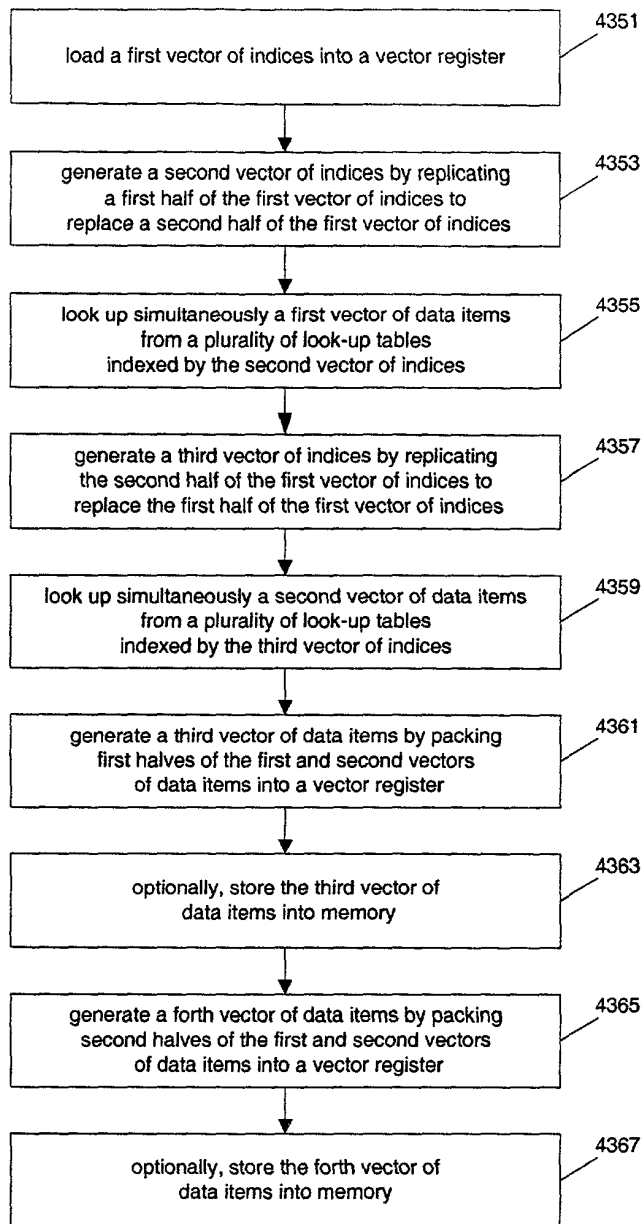 4351
load a first vector of indices into a vector register
4353
generate a second vector of indices by replicating
a first half of the first vector of indices to
replace a second half of the first vector of indices
4355
look up simultaneously a first vector of data items
from a plurality of look-up tables
indexed by the second vector of indices
4357
generate a third vector of indices by replicating
the second half of the first vector of indices to
replace the first half of the first vector of indices
4359
look up simultaneously a second vector of data items
from a plurality of look-up tables
indexed by the third vector of indices
4361
generate a third vector of data items by packing
first halves of the first and second vectors
of data items into a vector register
4363
optionally, store the third vector of
data items into memory
4365
generate a forth vector of data items by packing
second halves of the first and second vectors
of data items into a vector register
4367
optionally, store the forth vector of
data items into memory